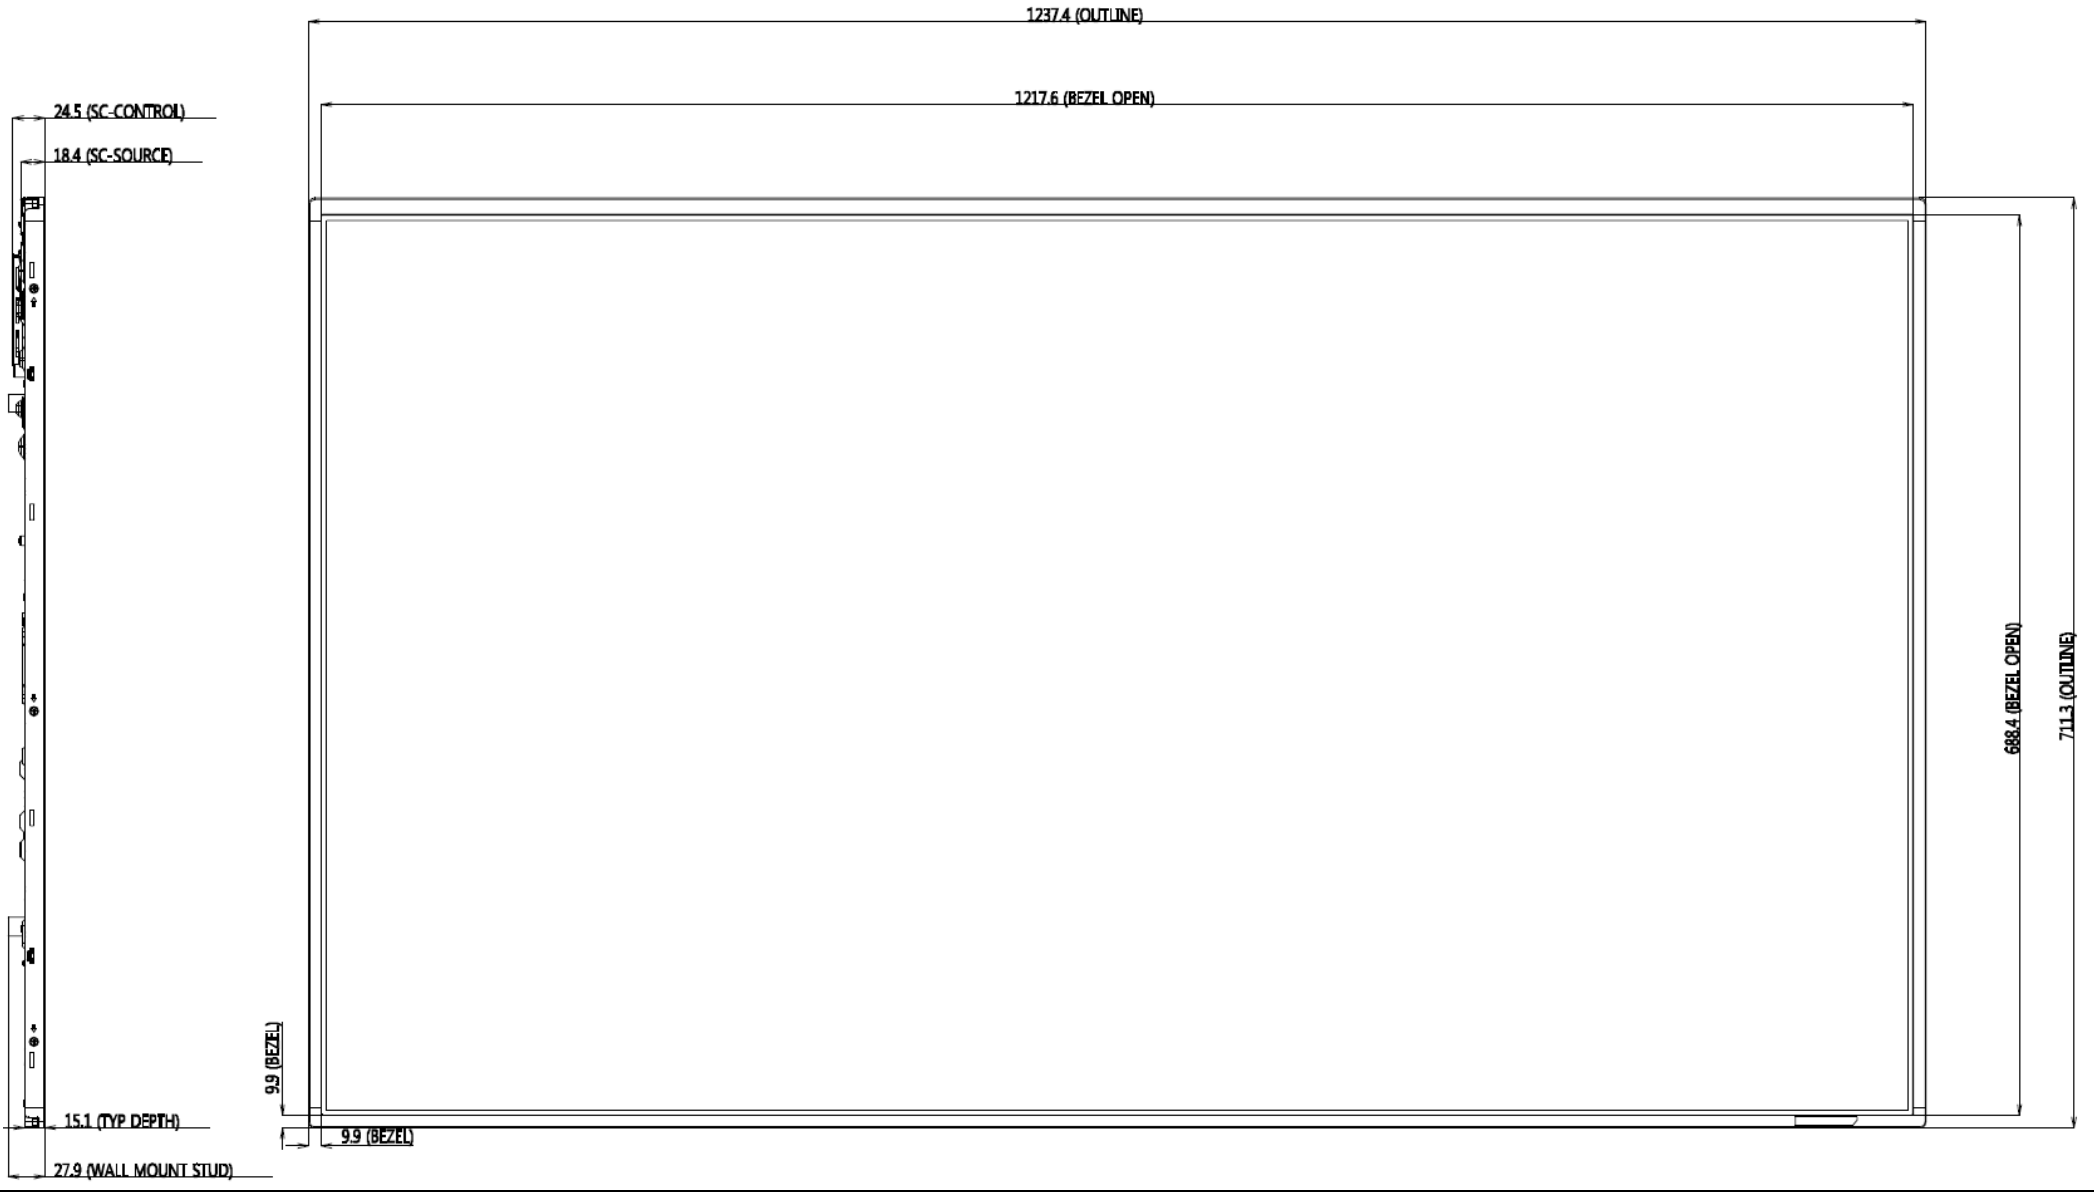 1237.4 (OUTLINE)
1217.6 (BEZEL OPEN)
24.5 (SC-CONTROL)
18.4 (SC-SOURCE)
688.4 (BEZEL OPEN)
711.3 (OUTLINE)
9.9 (BEZEL)
15.1 (TYP DEPTH)
9.9 (BEZEL)
27.9 (WALL MOUNT STUD)